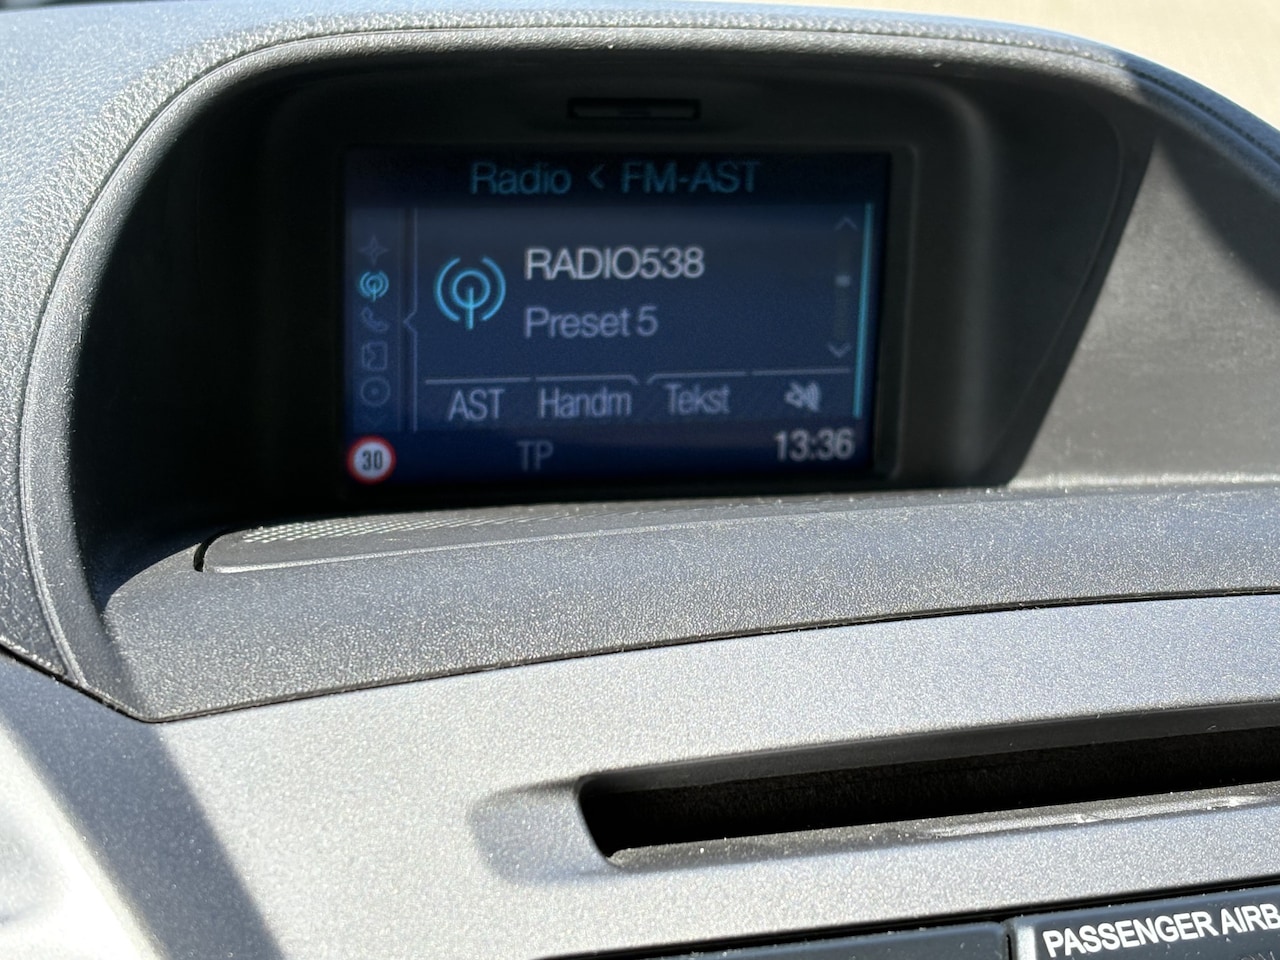 Radio < FM-AST
RADIO538
Preset 5
AST Handm Tekst
30 TP 13:36
PASSENGER AIRB